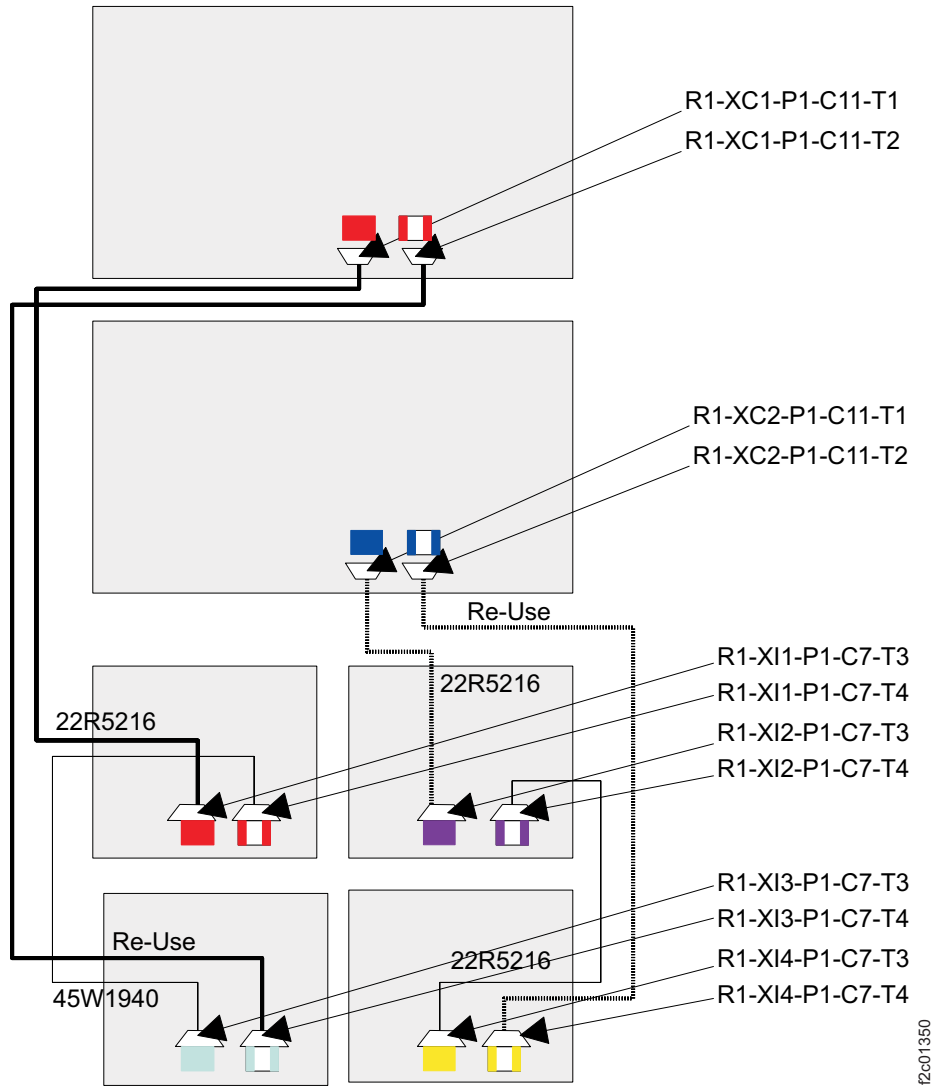 R1-XC1-P1-C11-T1
R1-XC1-P1-C11-T2
R1-XC2-P1-C11-T1
R1-XC2-P1-C11-T2
Re-Use
R1-XI1-P1-C7-T3
22R5216
R1-XI1-P1-C7-T4
22R5216
R1-XI2-P1-C7-T3
R1-XI2-P1-C7-T4
R1-XI3-P1-C7-T3
R1-XI3-P1-C7-T4
Re-Use
R1-XI4-P1-C7-T3
22R5216
R1-XI4-P1-C7-T4
45W1940
f2c01350